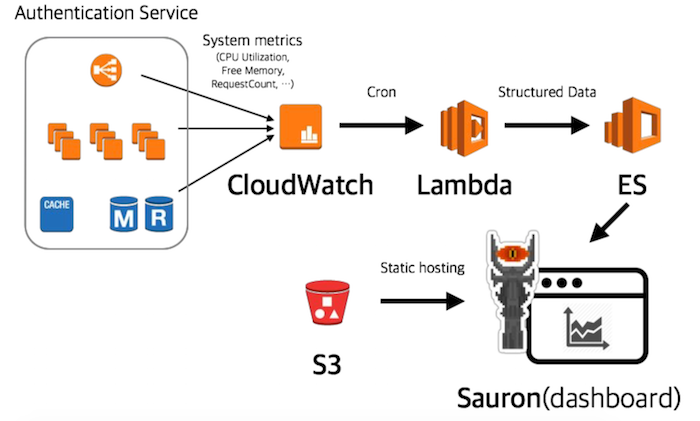 Authentication Service
System metrics
(CPU Utilization,
Free Memory,
RequestCount, …)
Cron
Structured Data
CloudWatch
Lambda
ES
CACHE
M
R
Static hosting
S3
Sauron(dashboard)